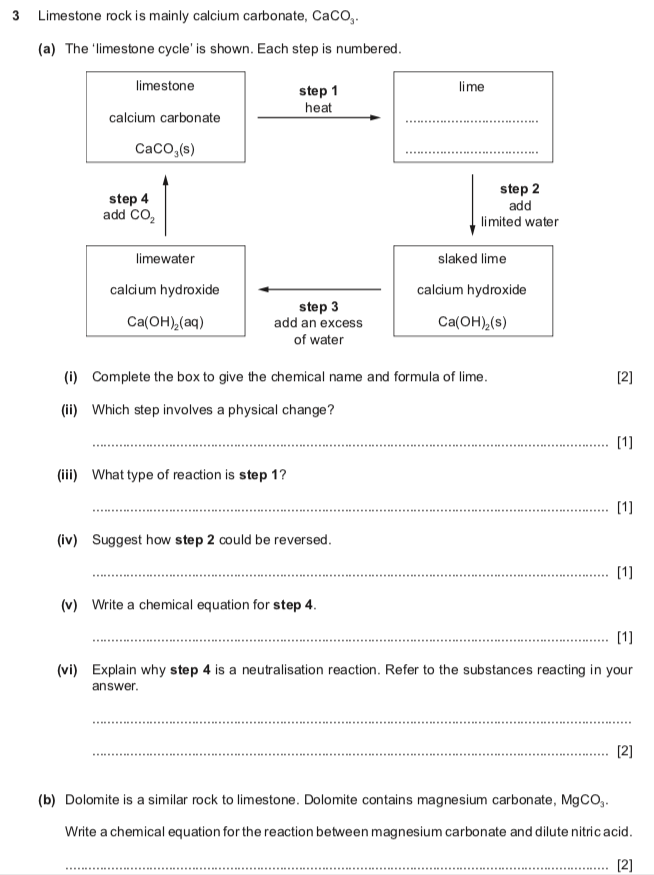 3 Limestone rock is mainly calcium carbonate, CaCO₃.
(a) The 'limestone cycle' is shown. Each step is numbered.
limestone
calcium carbonate
CaCO₃(s)
step 1
heat
lime
......................................
......................................
step 4
add CO₂
step 2
add
limited water
limewater
calcium hydroxide
Ca(OH)₂(aq)
step 3
add an excess
of water
slaked lime
calcium hydroxide
Ca(OH)₂(s)
(i) Complete the box to give the chemical name and formula of lime. [2]
(ii) Which step involves a physical change?
...................................................................................................... [1]
(iii) What type of reaction is step 1?
...................................................................................................... [1]
(iv) Suggest how step 2 could be reversed.
...................................................................................................... [1]
(v) Write a chemical equation for step 4.
...................................................................................................... [1]
(vi) Explain why step 4 is a neutralisation reaction. Refer to the substances reacting in your
answer.
......................................................................................................
...................................................................................................... [2]
(b) Dolomite is a similar rock to limestone. Dolomite contains magnesium carbonate, MgCO₃.
Write a chemical equation for the reaction between magnesium carbonate and dilute nitric acid.
...................................................................................................... [2]